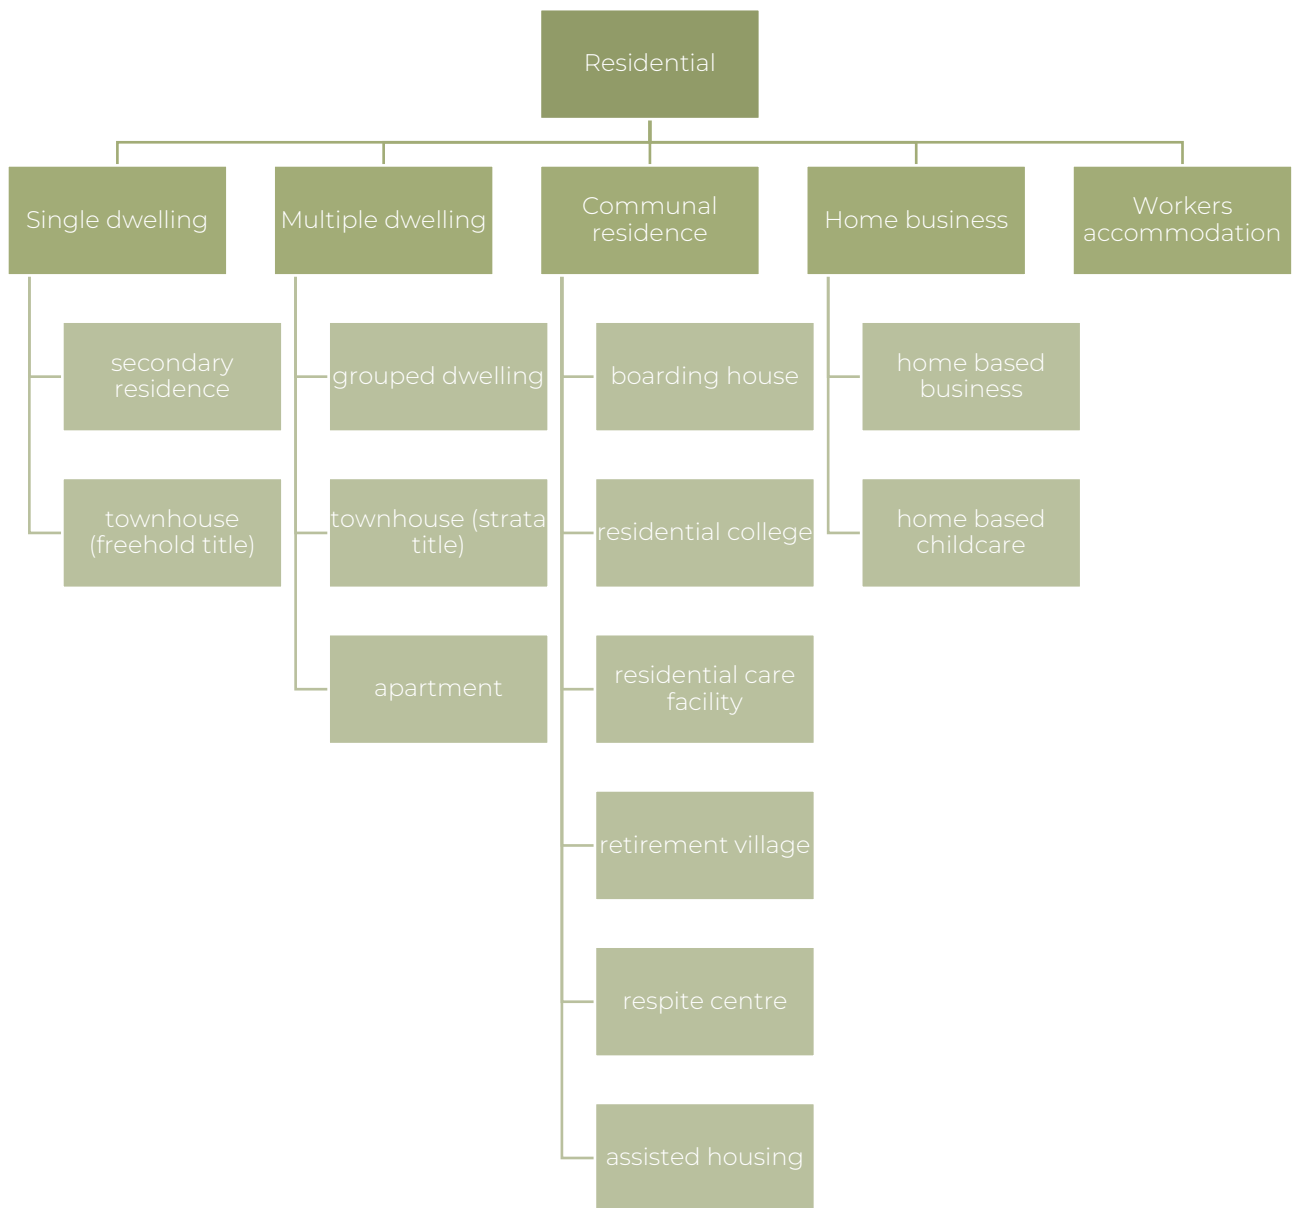 Residential
Single dwelling
secondary
residence
townhouse
(freehold title)
Multiple dwelling
grouped dwelling
townhouse (strata
title)
apartment
Communal
residence
boarding house
residential college
residential care
facility
retirement village
respite centre
assisted housing
Home business
home based
business
home based
childcare
Workers
accommodation